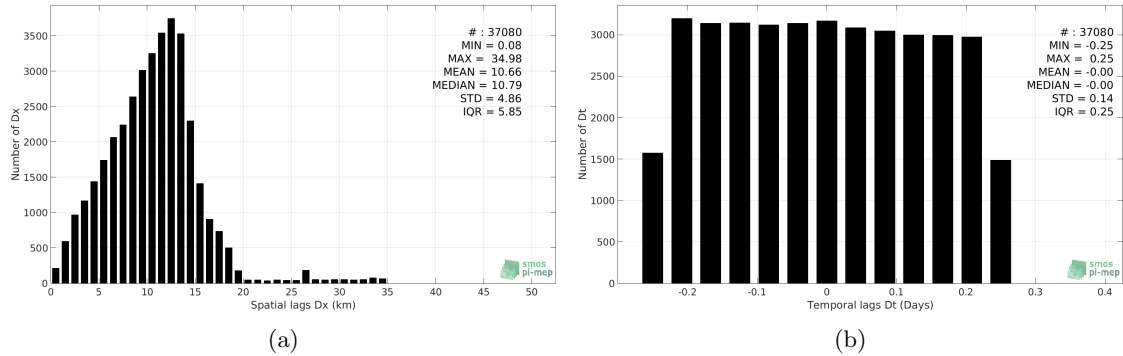 3500
3000
2500
2000
1500
1000
500
0
0
5
10
15
20
25
30
35
40
45
50
Number of Dx
Spatial lags Dx (km)
# : 37080
MIN = 0.08
MAX = 34.98
MEAN = 10.66
MEDIAN = 10.79
STD = 4.86
IQR = 5.85
smos
pi-mep
(a)
3000
2500
2000
1500
1000
500
0
-0.2
-0.1
0
0.1
0.2
0.3
0.4
Number of Dt
Temporal lags Dt (Days)
# : 37080
MIN = -0.25
MAX = 0.25
MEAN = -0.00
MEDIAN = -0.00
STD = 0.14
IQR = 0.25
smos
pi-mep
(b)